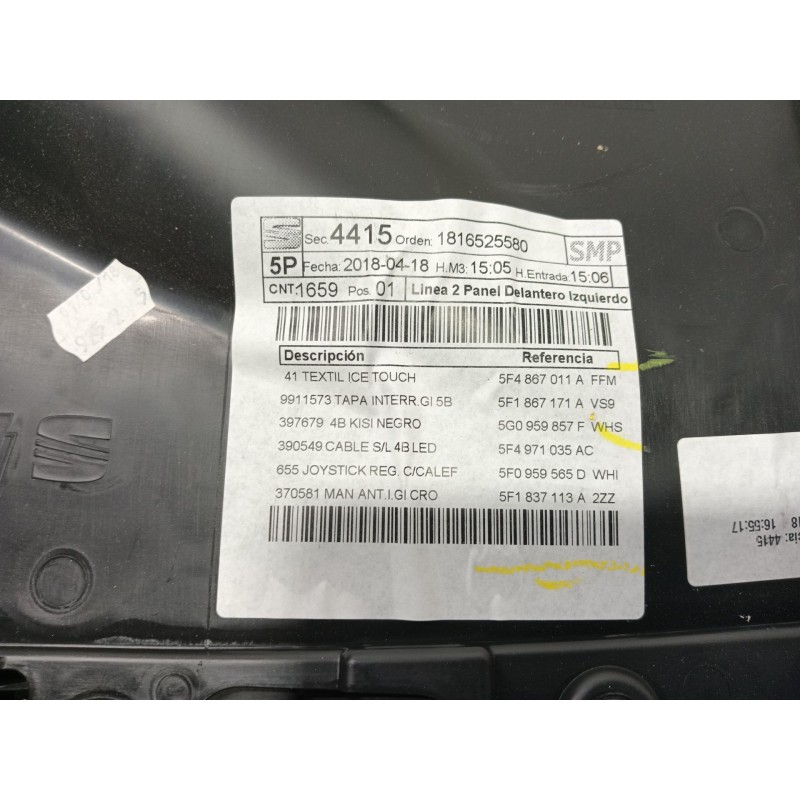 Sec. 4415 Orden: 1816525580 SMP
5P Fecha: 2018-04-18 H.M3: 15:05 H.Entrada: 15:06
CNT: 1659 Pos. 01 Linea 2 Panel Delantero Izquierdo
Descripción Referencia
41 TEXTIL ICE TOUCH 5F4 867 011 A FFM
9911573 TAPA INTERR.GI 5B 5F1 867 171 A VS9
397679 4B KISI NEGRO 5G0 959 857 F WHS
390549 CABLE S/L 4B LED 5F4 971 035 AC
655 JOYSTICK REG. C/CALEF 5F0 959 565 D WHI
370581 MAN ANT.I.GI CRO 5F1 837 113 A 2ZZ
18 16:55:17
cia: 4415